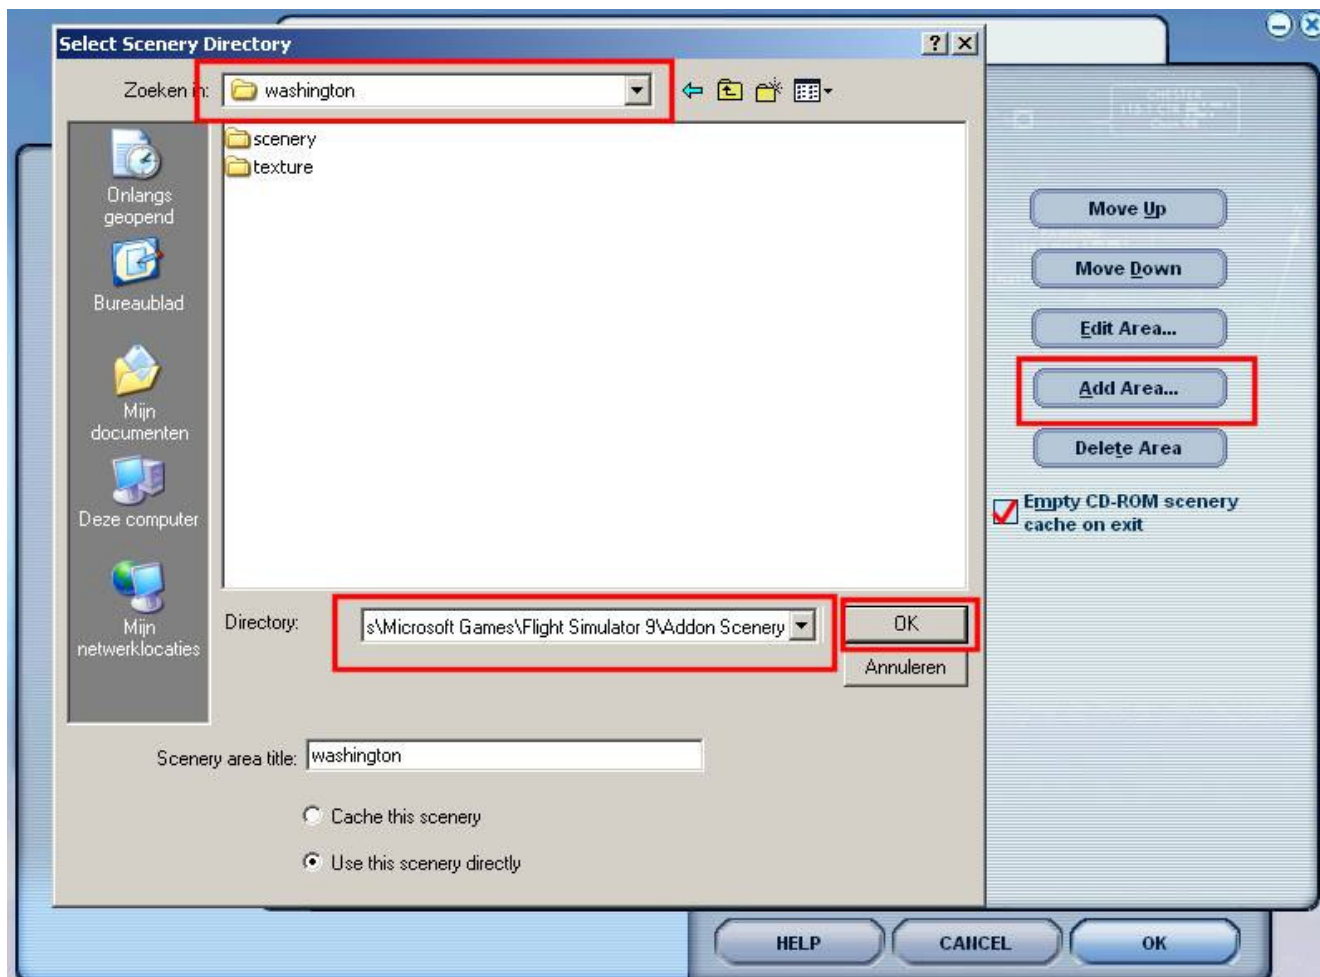 Select Scenery Directory
Zoeken in:
washington
scenery
texture
Onlangs
geopend
Bureaublad
Mijn
documenten
Deze computer
Mijn
netwerklocaties
Directory:
s\Microsoft Games\Flight Simulator 9\Addon Scenery
OK
Annuleren
Scenery area title:
washington
Cache this scenery
Use this scenery directly
Move Up
Move Down
Edit Area...
Add Area...
Delete Area
Empty CD-ROM scenery
cache on exit
HELP
CANCEL
OK